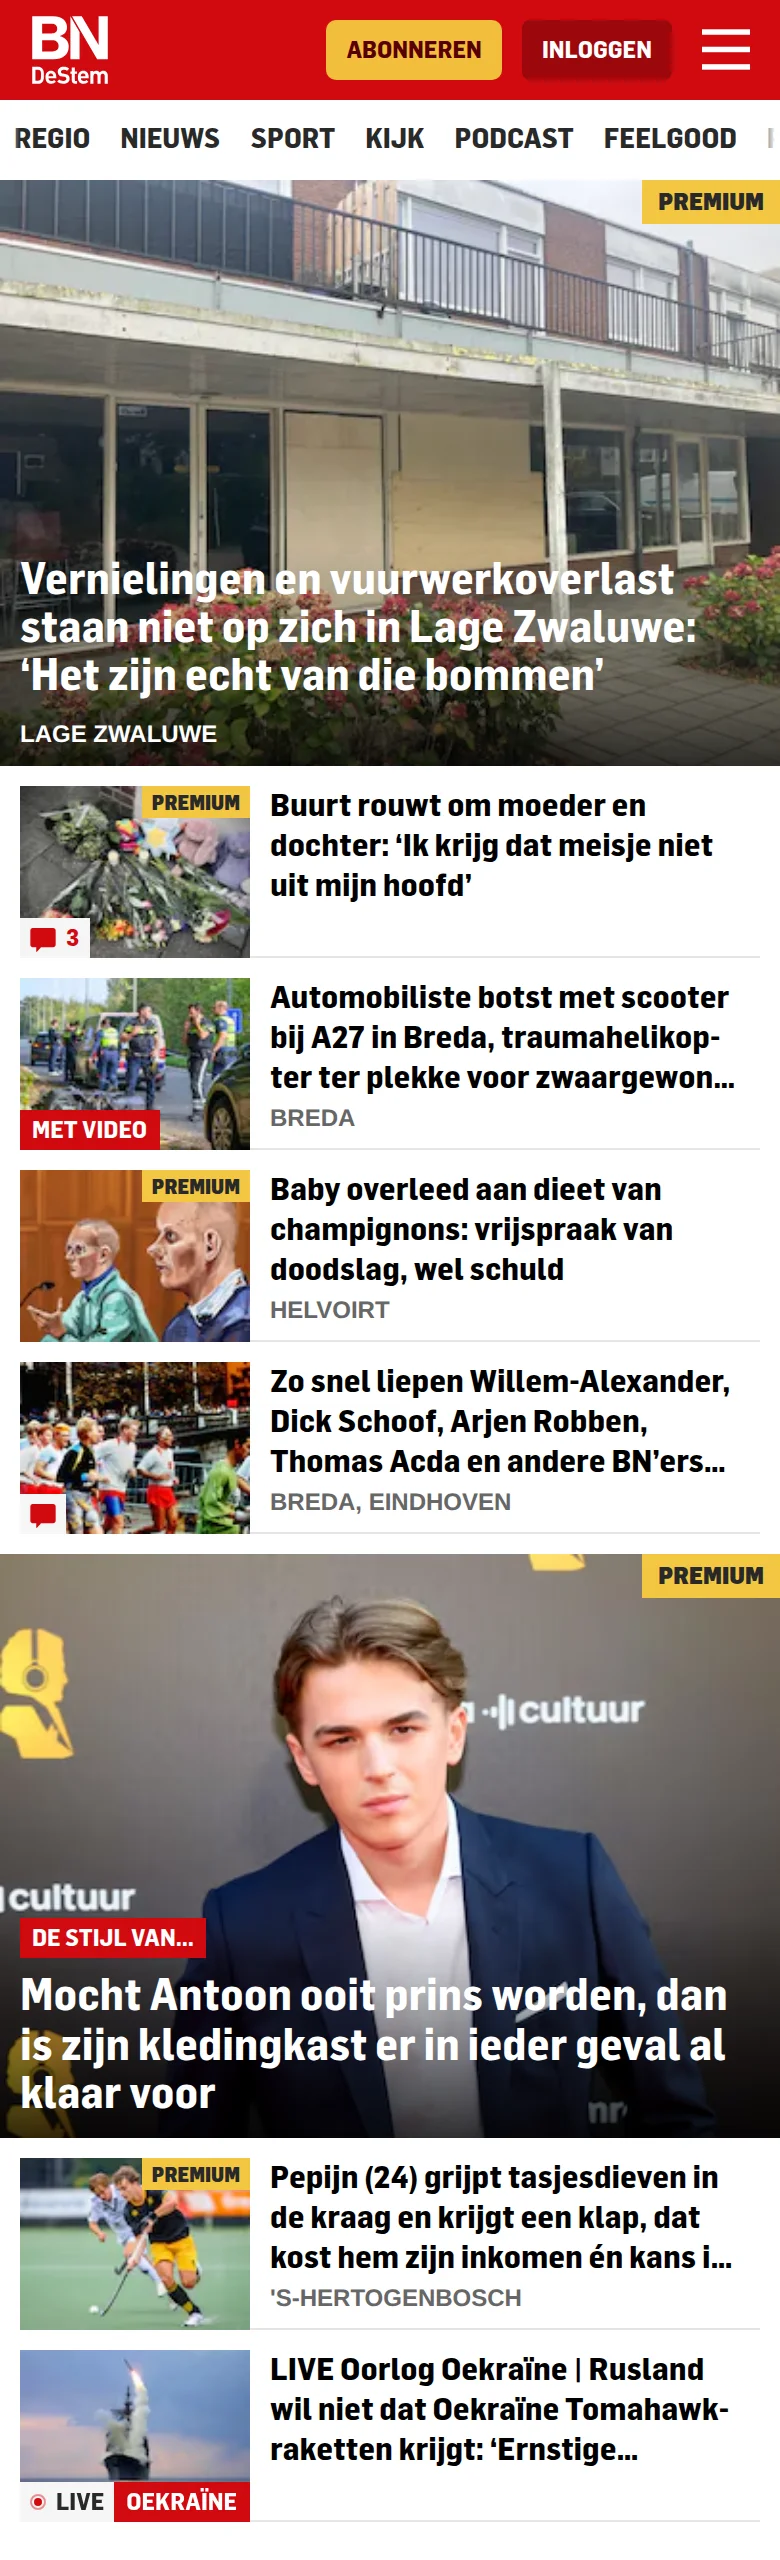 BN
DeStem
ABONNEREN
INLOGGEN
REGIO NIEUWS SPORT KIJK PODCAST FEELGOOD
PREMIUM
Vernielingen en vuurwerkoverlast
staan niet op zich in Lage Zwaluwe:
‘Het zijn echt van die bommen’
LAGE ZWALUWE
PREMIUM
3
Buurt rouwt om moeder en
dochter: ‘Ik krijg dat meisje niet
uit mijn hoofd’
MET VIDEO
Automobiliste botst met scooter
bij A27 in Breda, traumahelikop-
ter ter plekke voor zwaargewon...
BREDA
PREMIUM
Baby overleed aan dieet van
champignons: vrijspraak van
doodslag, wel schuld
HELVOIRT
Zo snel liepen Willem-Alexander,
Dick Schoof, Arjen Robben,
Thomas Acda en andere BN’ers...
BREDA, EINDHOVEN
PREMIUM
cultuur
cultuur
DE STIJL VAN...
Mocht Antoon ooit prins worden, dan
is zijn kledingkast er in ieder geval al
klaar voor
PREMIUM
Pepijn (24) grijpt tasjesdieven in
de kraag en krijgt een klap, dat
kost hem zijn inkomen én kans i...
'S-HERTOGENBOSCH
LIVE OEKRAÏNE
LIVE Oorlog Oekraïne | Rusland
wil niet dat Oekraïne Tomahawk-
raketten krijgt: ‘Ernstige...